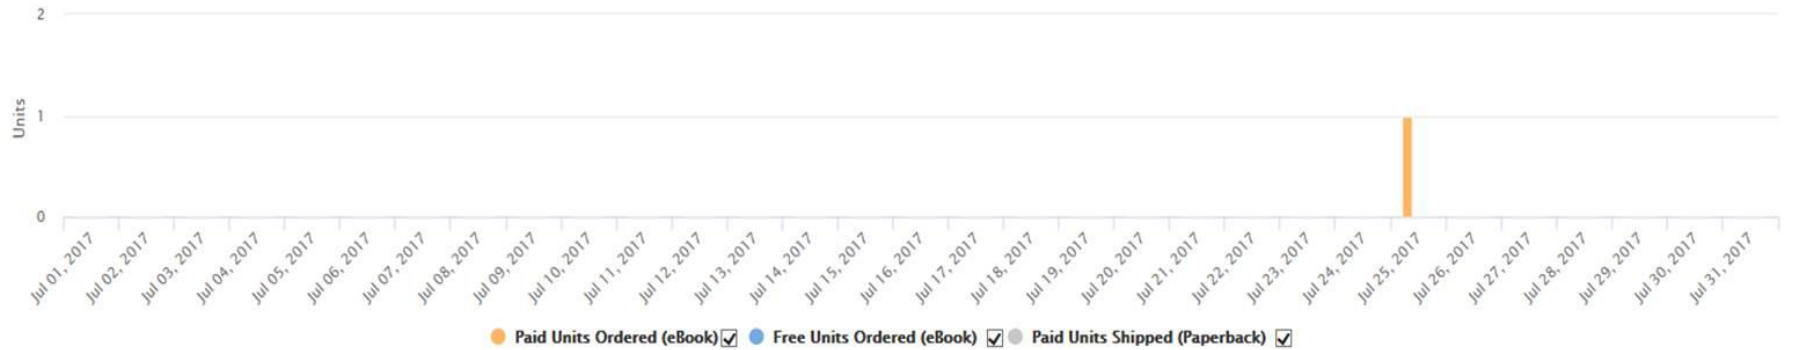 2
Units
1
0
Jul 01, 2017
Jul 02, 2017
Jul 03, 2017
Jul 04, 2017
Jul 05, 2017
Jul 06, 2017
Jul 07, 2017
Jul 08, 2017
Jul 09, 2017
Jul 10, 2017
Jul 11, 2017
Jul 12, 2017
Jul 13, 2017
Jul 14, 2017
Jul 15, 2017
Jul 16, 2017
Jul 17, 2017
Jul 18, 2017
Jul 19, 2017
Jul 20, 2017
Jul 21, 2017
Jul 22, 2017
Jul 23, 2017
Jul 24, 2017
Jul 25, 2017
Jul 26, 2017
Jul 27, 2017
Jul 28, 2017
Jul 29, 2017
Jul 30, 2017
Jul 31, 2017
Paid Units Ordered (eBook) Free Units Ordered (eBook) Paid Units Shipped (Paperback)